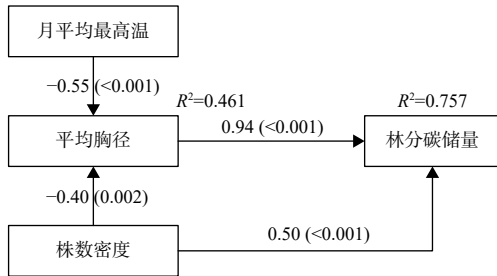 月平均最高温
−0.55 (<0.001)
R²=0.461
R²=0.757
平均胸径
0.94 (<0.001)
林分碳储量
−0.40 (0.002)
株数密度
0.50 (<0.001)